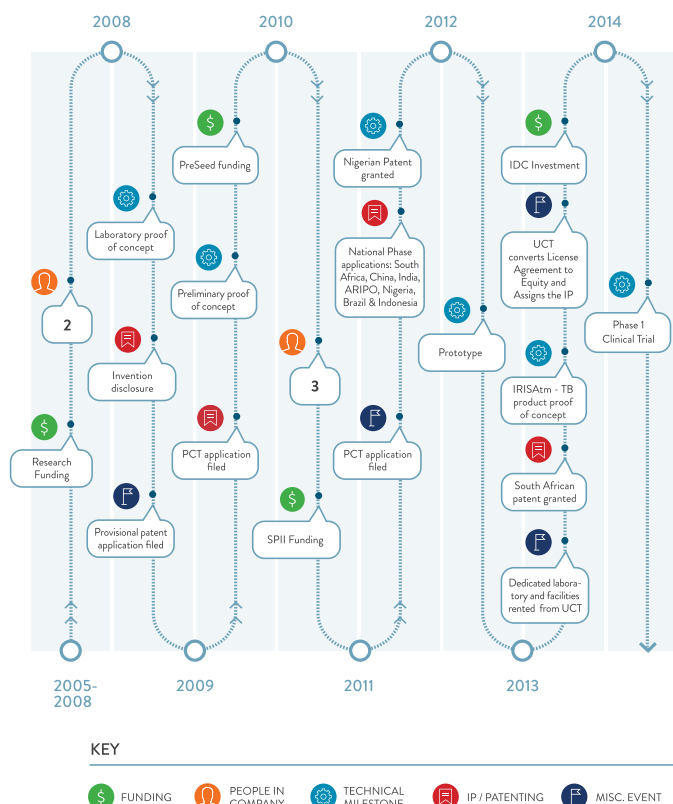 2008
2010
2012
2014
PreSeed funding
Laboratory proof
of concept
Preliminary proof
of concept
2
Invention
disclosure
Research
Funding
PCT application
filed
Provisional patent
application filed
3
SPII Funding
Nigerian Patent
granted
National Phase
applications: South
Africa, China, India,
ARIPO, Nigeria,
Brazil & Indonesia
PCT application
filed
Prototype
IDC Investment
UCT
converts License
Agreement to
Equity and
Assigns the IP
IRISAtm - TB
product proof
of concept
South African
patent granted
Dedicated labora-
tory and facilities
rented from UCT
Phase 1
Clinical Trial
2005-
2008
2009
2011
2013
KEY
FUNDING
PEOPLE IN
COMPANY
TECHNICAL
MILESTONE
IP / PATENTING
MISC. EVENT